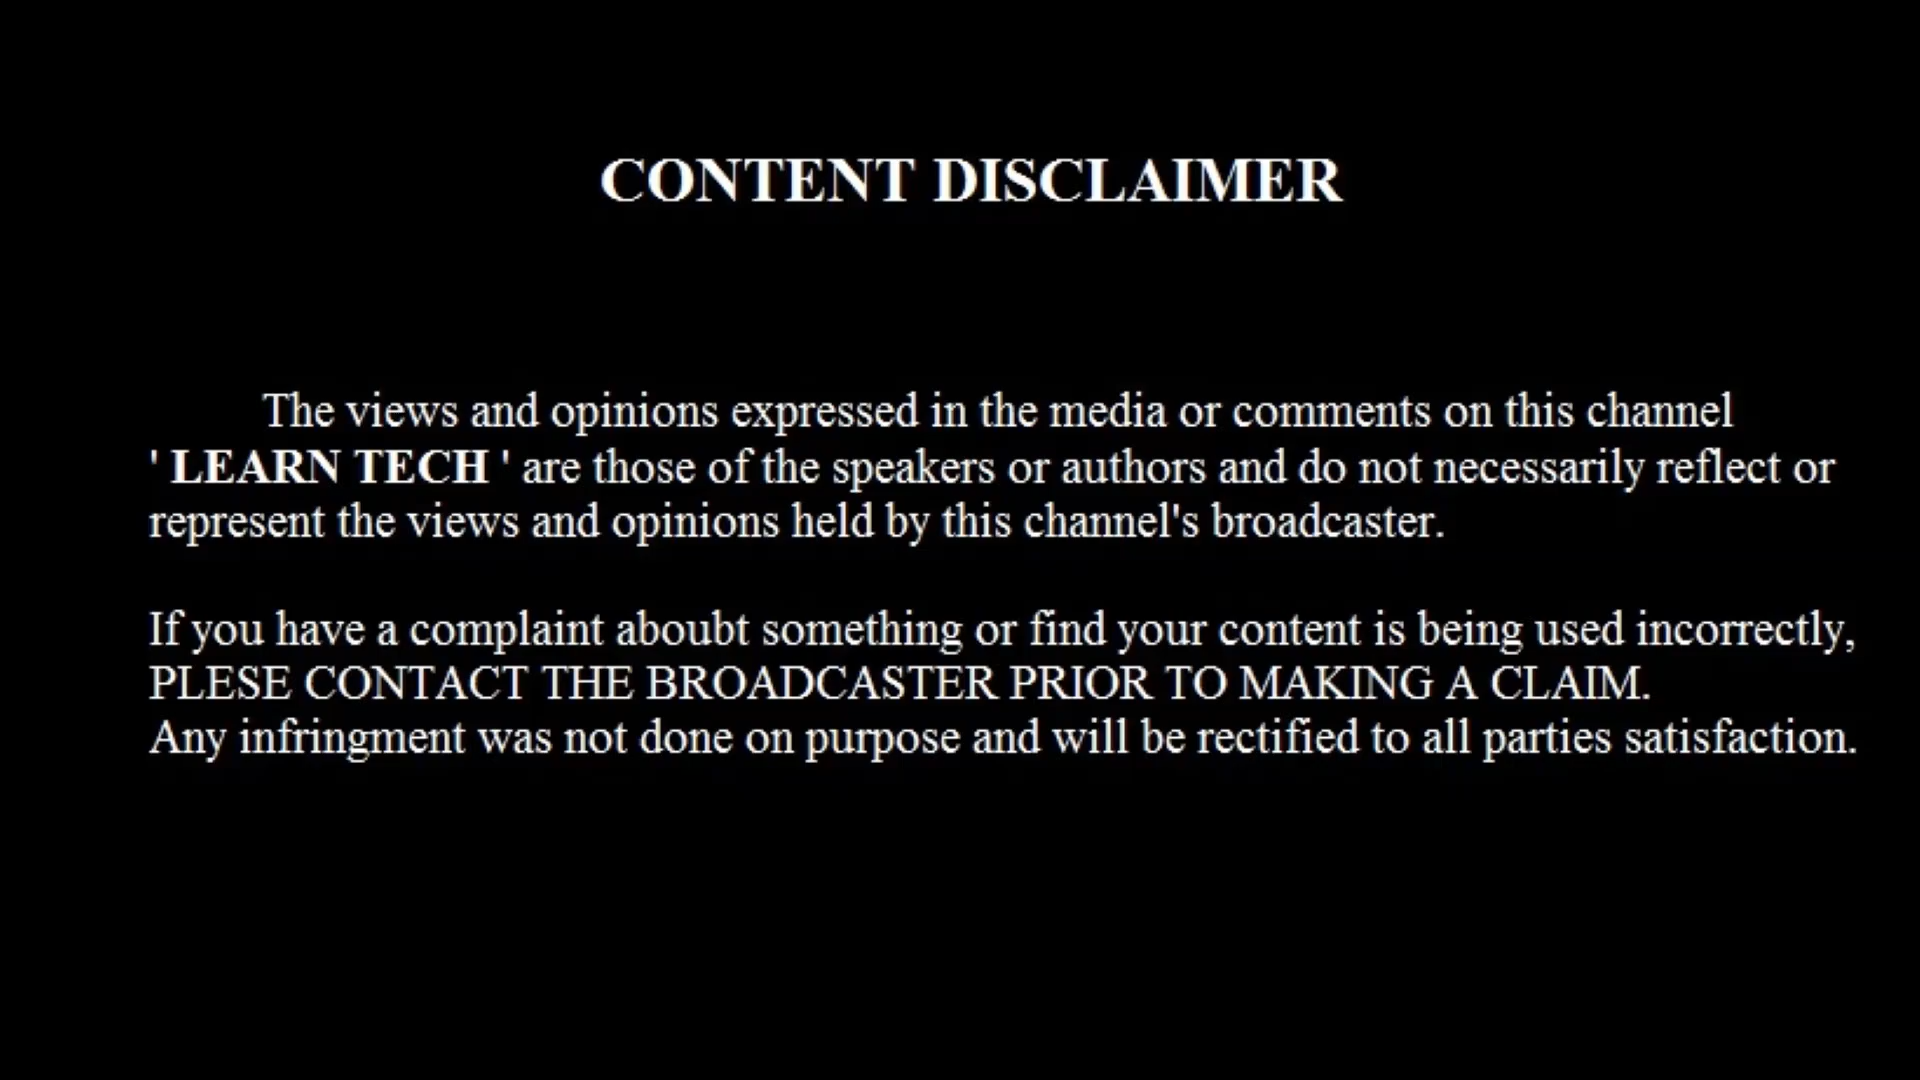 CONTENT DISCLAIMER
The views and opinions expressed in the media or comments on this channel
' LEARN TECH ' are those of the speakers or authors and do not necessarily reflect or
represent the views and opinions held by this channel's broadcaster.
If you have a complaint aboubt something or find your content is being used incorrectly,
PLESE CONTACT THE BROADCASTER PRIOR TO MAKING A CLAIM.
Any infringment was not done on purpose and will be rectified to all parties satisfaction.